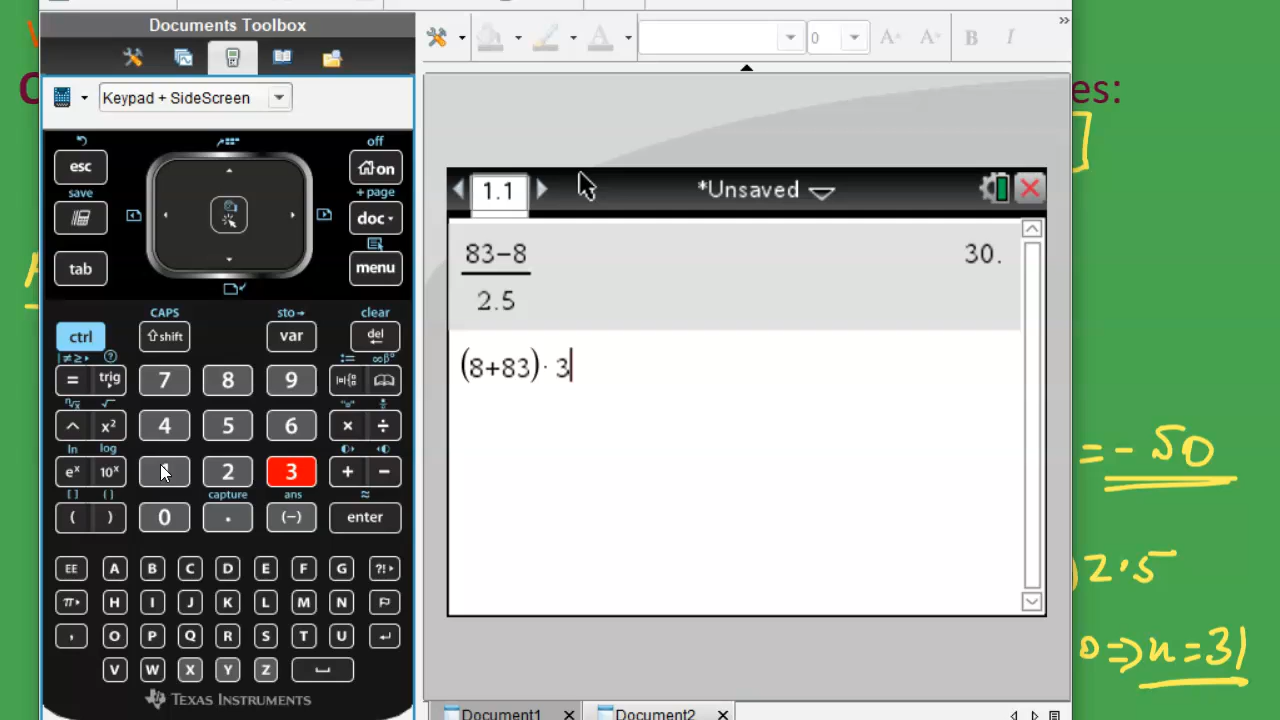 Documents Toolbox
Keypad + SideScreen
0
B I
es:
off
esc
on
save
+ page
doc
tab
menu
CAPS
sto→
clear
ctrl
⇧shift
var
del
= trig 7 8 9
^ x² 4 5 6 × ÷
ln log
eˣ 10ˣ 2 3 + −
[ ] { } capture ans ≈
( ) 0 . (−) enter
EE A B C D E F G ?!▸
π▸ H I J K L M N
, O P Q R S T U ↵
V W X Y Z
TEXAS INSTRUMENTS
1.1 *Unsaved
83−8
2.5
30.
(8+83)· 3
= − 50
)2.5
0 => n = 31
Document1
Document2